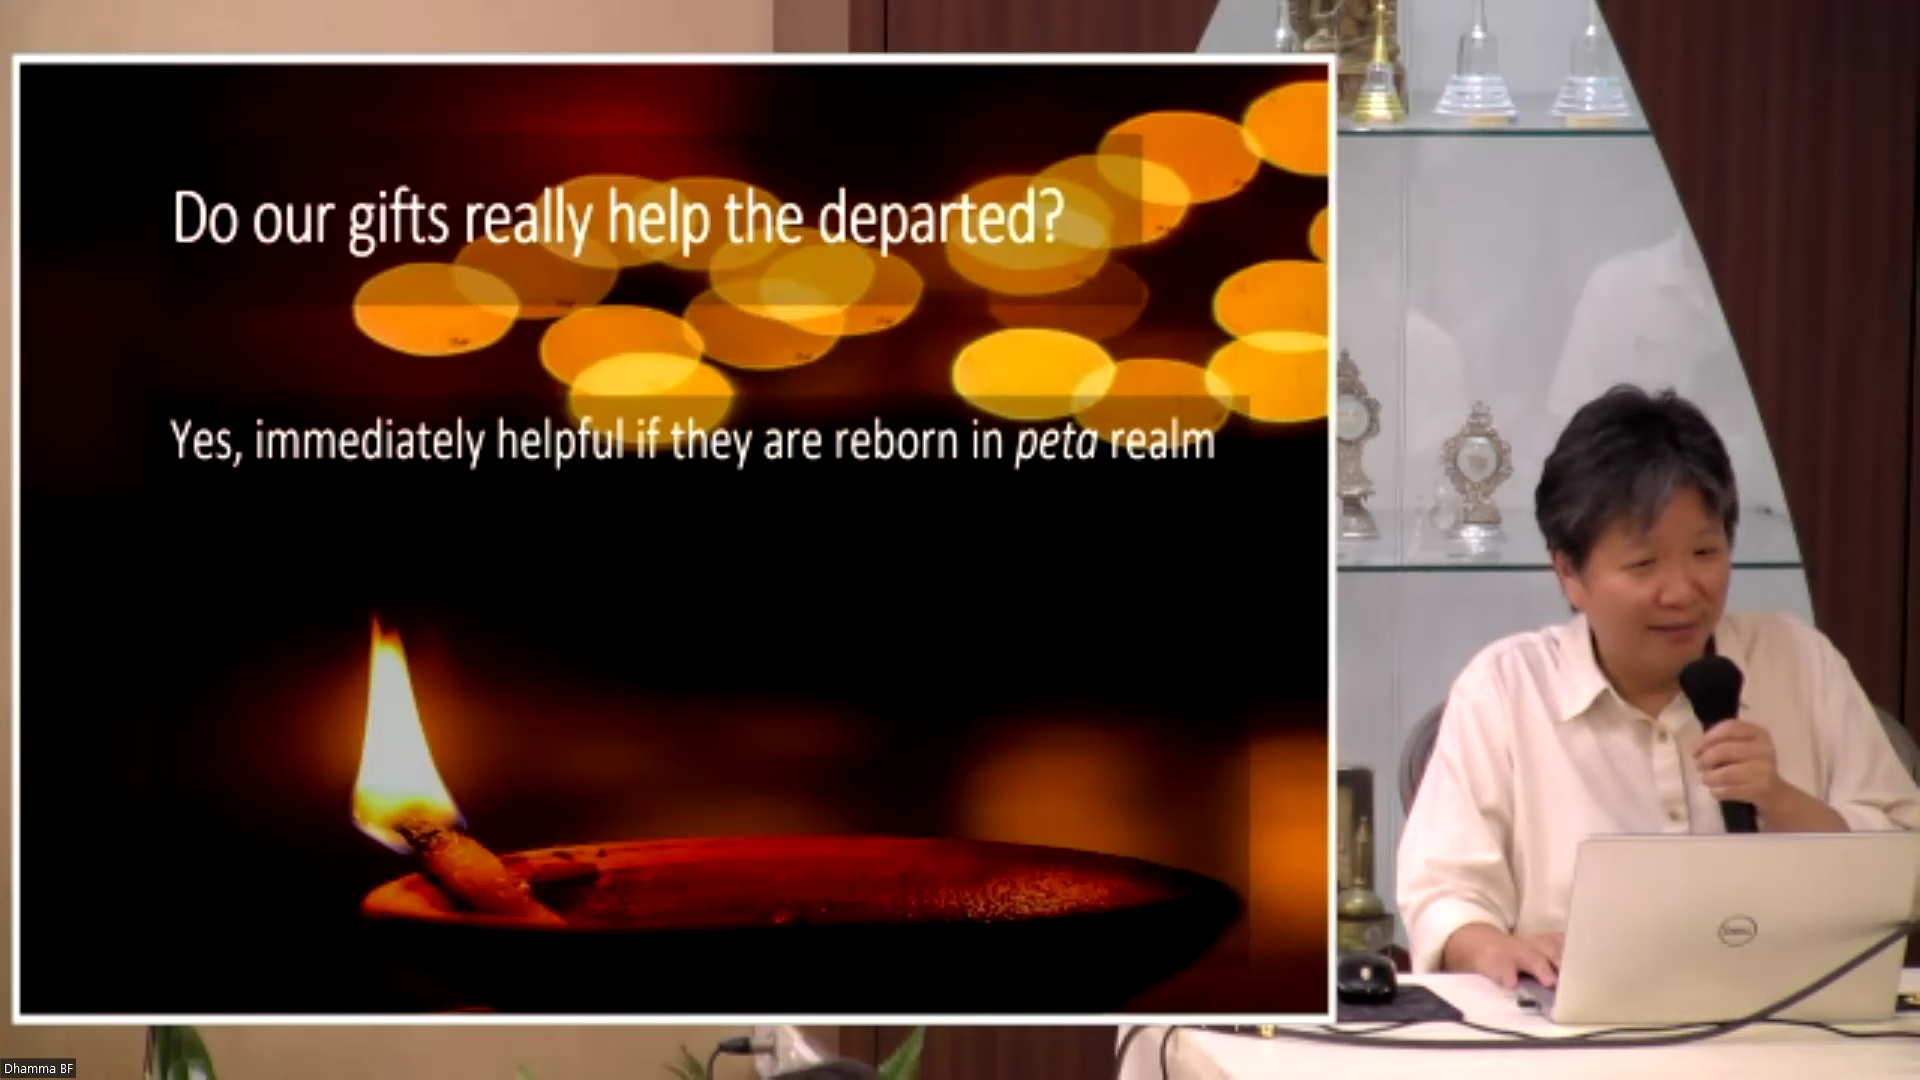 Do our gifts really help the departed?
Yes, immediately helpful if they are reborn in peta realm
DELL
Dhamma BF